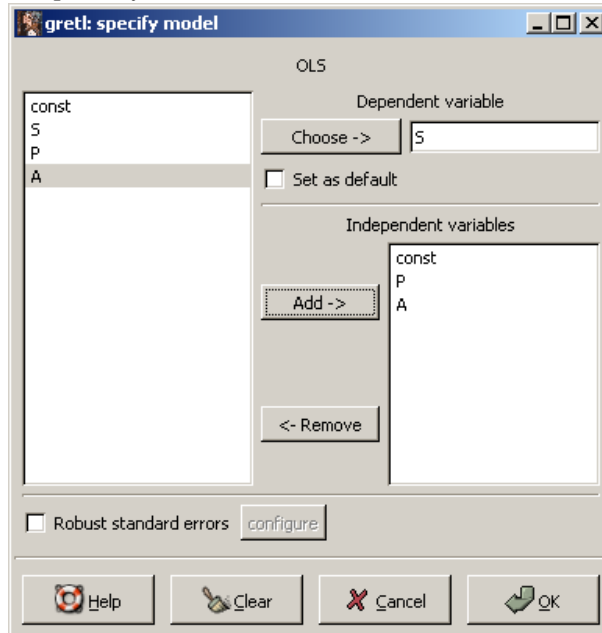 gretl: specify model
OLS
const
S
P
A
Dependent variable
Choose ->
S
Set as default
Independent variables
const
P
A
Add ->
<- Remove
Robust standard errors
configure
Help
Clear
Cancel
OK